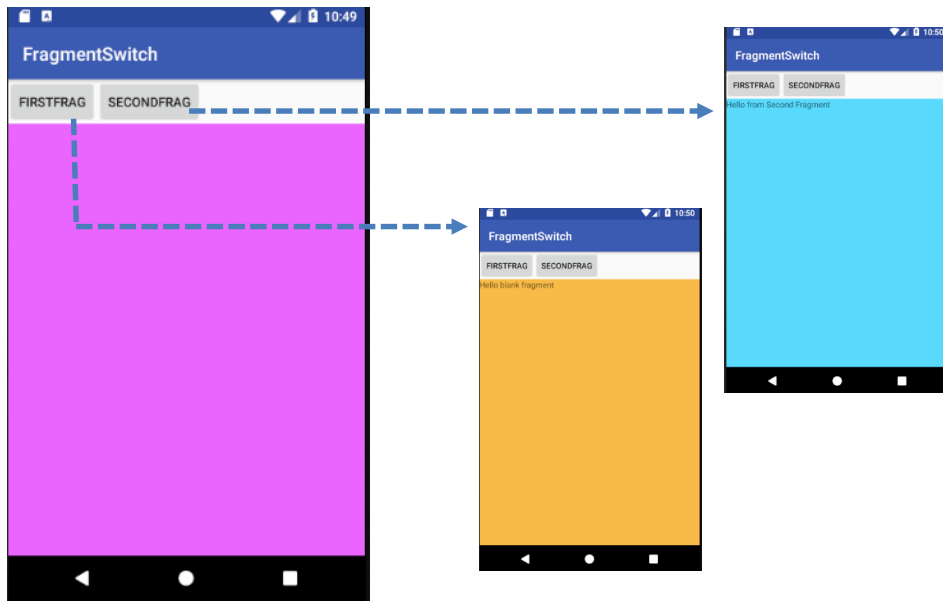 10:49
FragmentSwitch
FIRSTFRAG SECONDFRAG
10:50
FragmentSwitch
FIRSTFRAG SECONDFRAG
Hello from Second Fragment
10:50
FragmentSwitch
FIRSTFRAG SECONDFRAG
Hello blank fragment